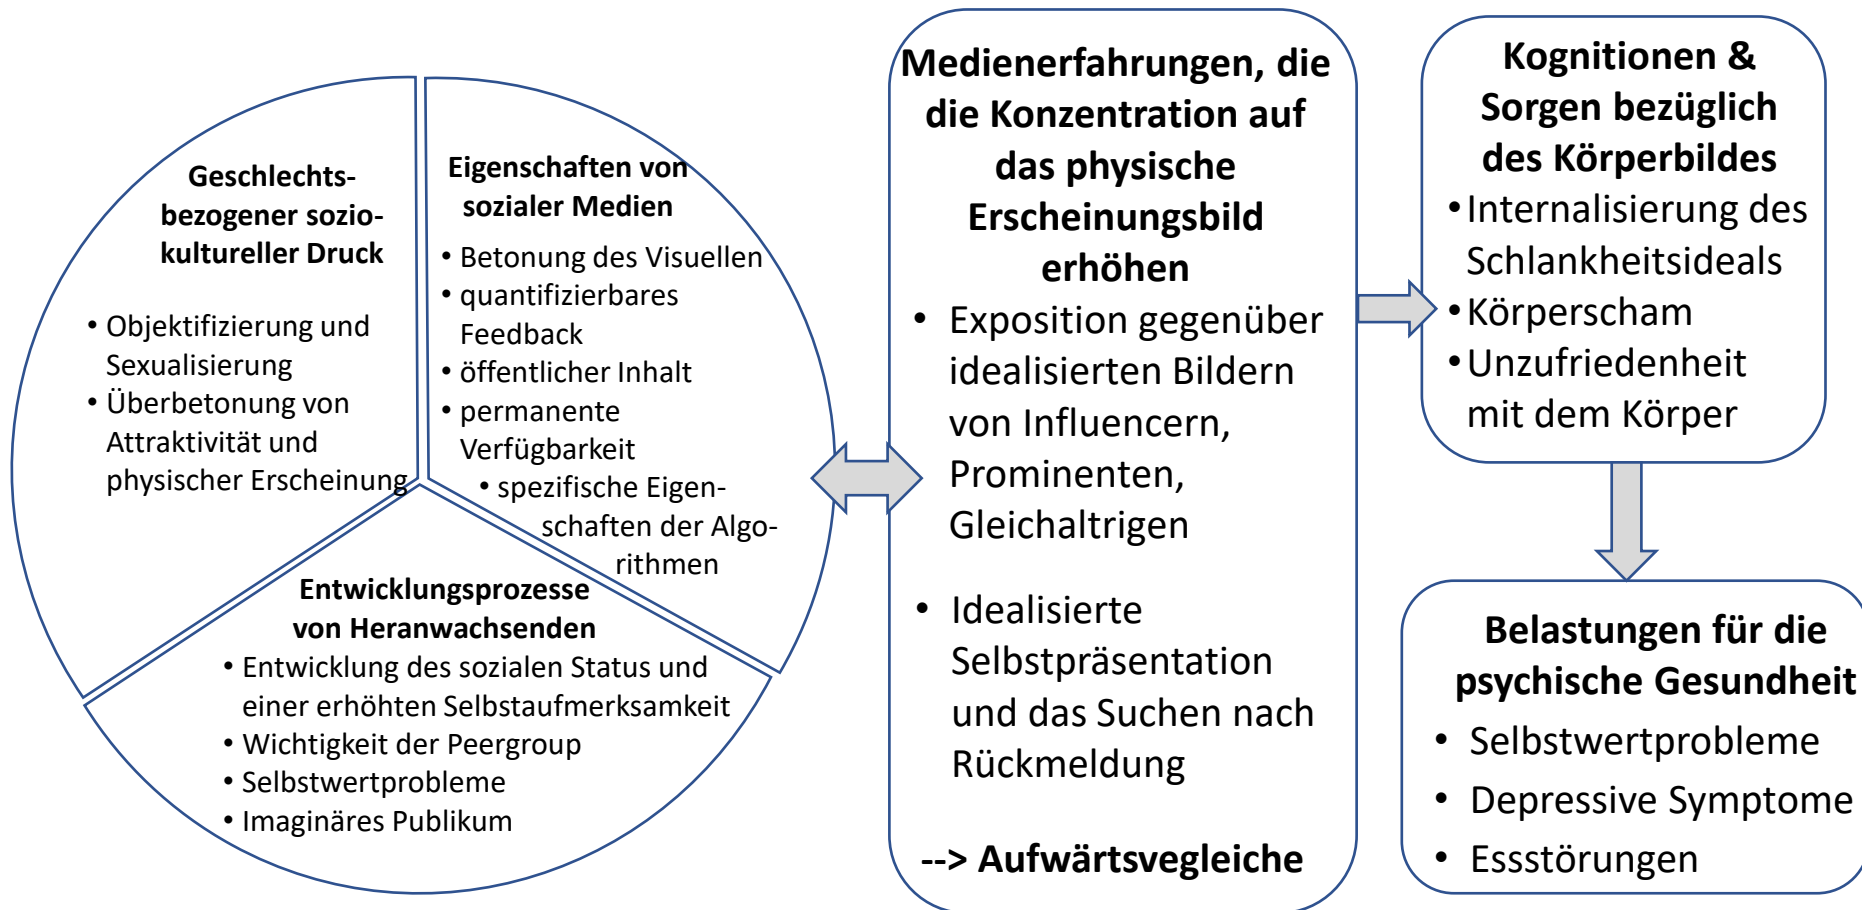 Geschlechts-
bezogener sozio-
kultureller Druck
• Objektifizierung und
Sexualisierung
• Überbetonung von
Attraktivität und
physischer Erscheinung
Eigenschaften von
sozialer Medien
• Betonung des Visuellen
• quantifizierbares
Feedback
• öffentlicher Inhalt
• permanente
Verfügbarkeit
• spezifische Eigen-
schaften der Algo-
rithmen
Entwicklungsprozesse
von Heranwachsenden
• Entwicklung des sozialen Status und
einer erhöhten Selbstaufmerksamkeit
• Wichtigkeit der Peergroup
• Selbstwertprobleme
• Imaginäres Publikum
Medienerfahrungen, die
die Konzentration auf
das physische
Erscheinungsbild
erhöhen
• Exposition gegenüber
idealisierten Bildern
von Influencern,
Prominenten,
Gleichaltrigen
• Idealisierte
Selbstpräsentation
und das Suchen nach
Rückmeldung
--> Aufwärtsvegleiche
Kognitionen &
Sorgen bezüglich
des Körperbildes
• Internalisierung des
Schlankheitsideals
• Körperscham
• Unzufriedenheit
mit dem Körper
Belastungen für die
psychische Gesundheit
• Selbstwertprobleme
• Depressive Symptome
• Essstörungen